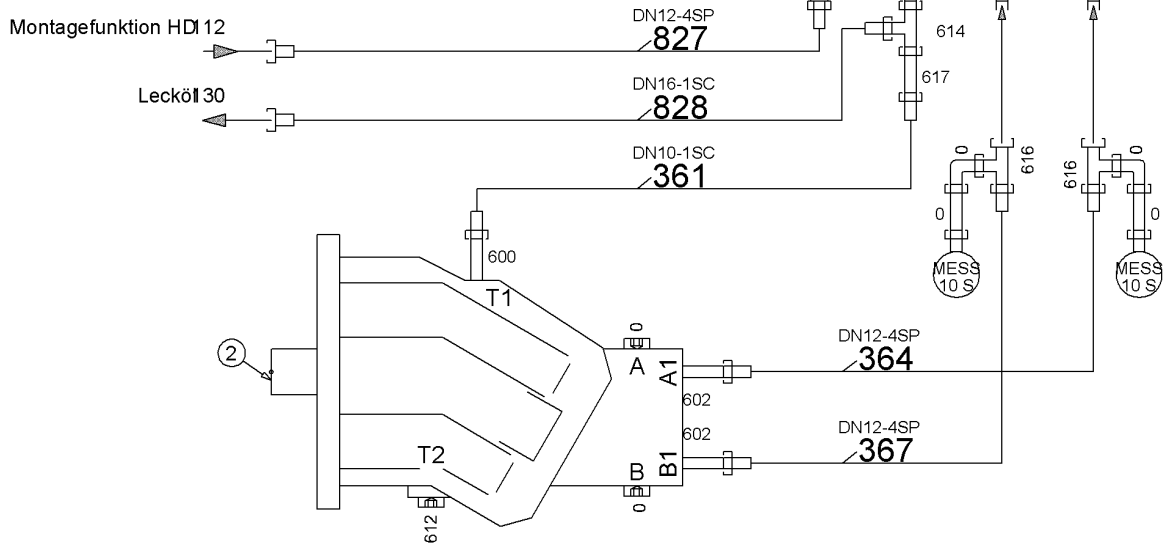 Montagefunktion HD112
DN12-4SP
827
614
617
Lecköl 30
DN16-1SC
828
DN10-1SC
361
0
616
616
0
0
0
600
MESS
10 S
MESS
10 S
T1
2
0
A
A1
DN12-4SP
364
602
602
DN12-4SP
367
T2
B
B1
0
612